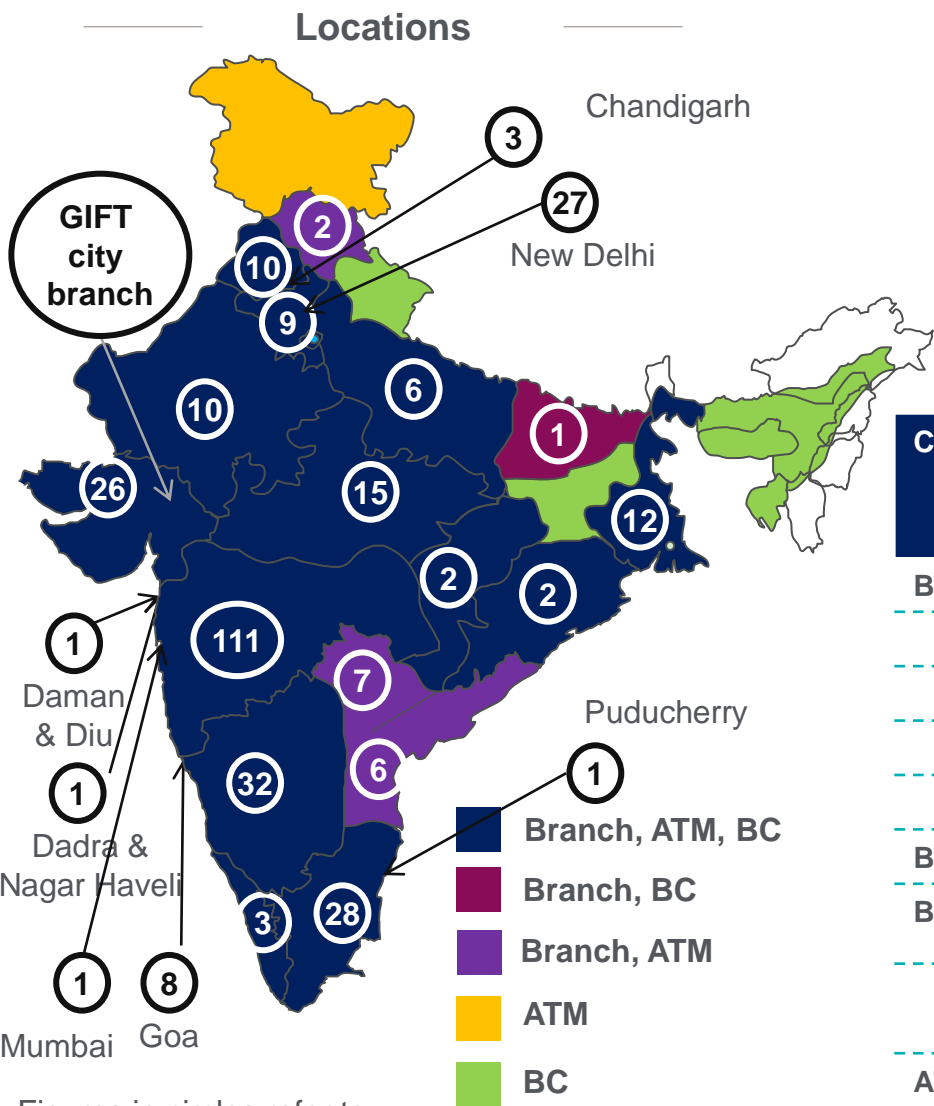 Locations
Chandigarh
3
27
New Delhi
GIFT
city
branch
2
10
9
6
10
1
26
15
12
2
2
111
7
1
Daman
& Diu
Puducherry
1
6
32
1
Dadra &
Nagar Haveli
3
28
1
8
Mumbai
Goa
Branch, ATM, BC
Branch, BC
Branch, ATM
ATM
BC
C
B
B
B